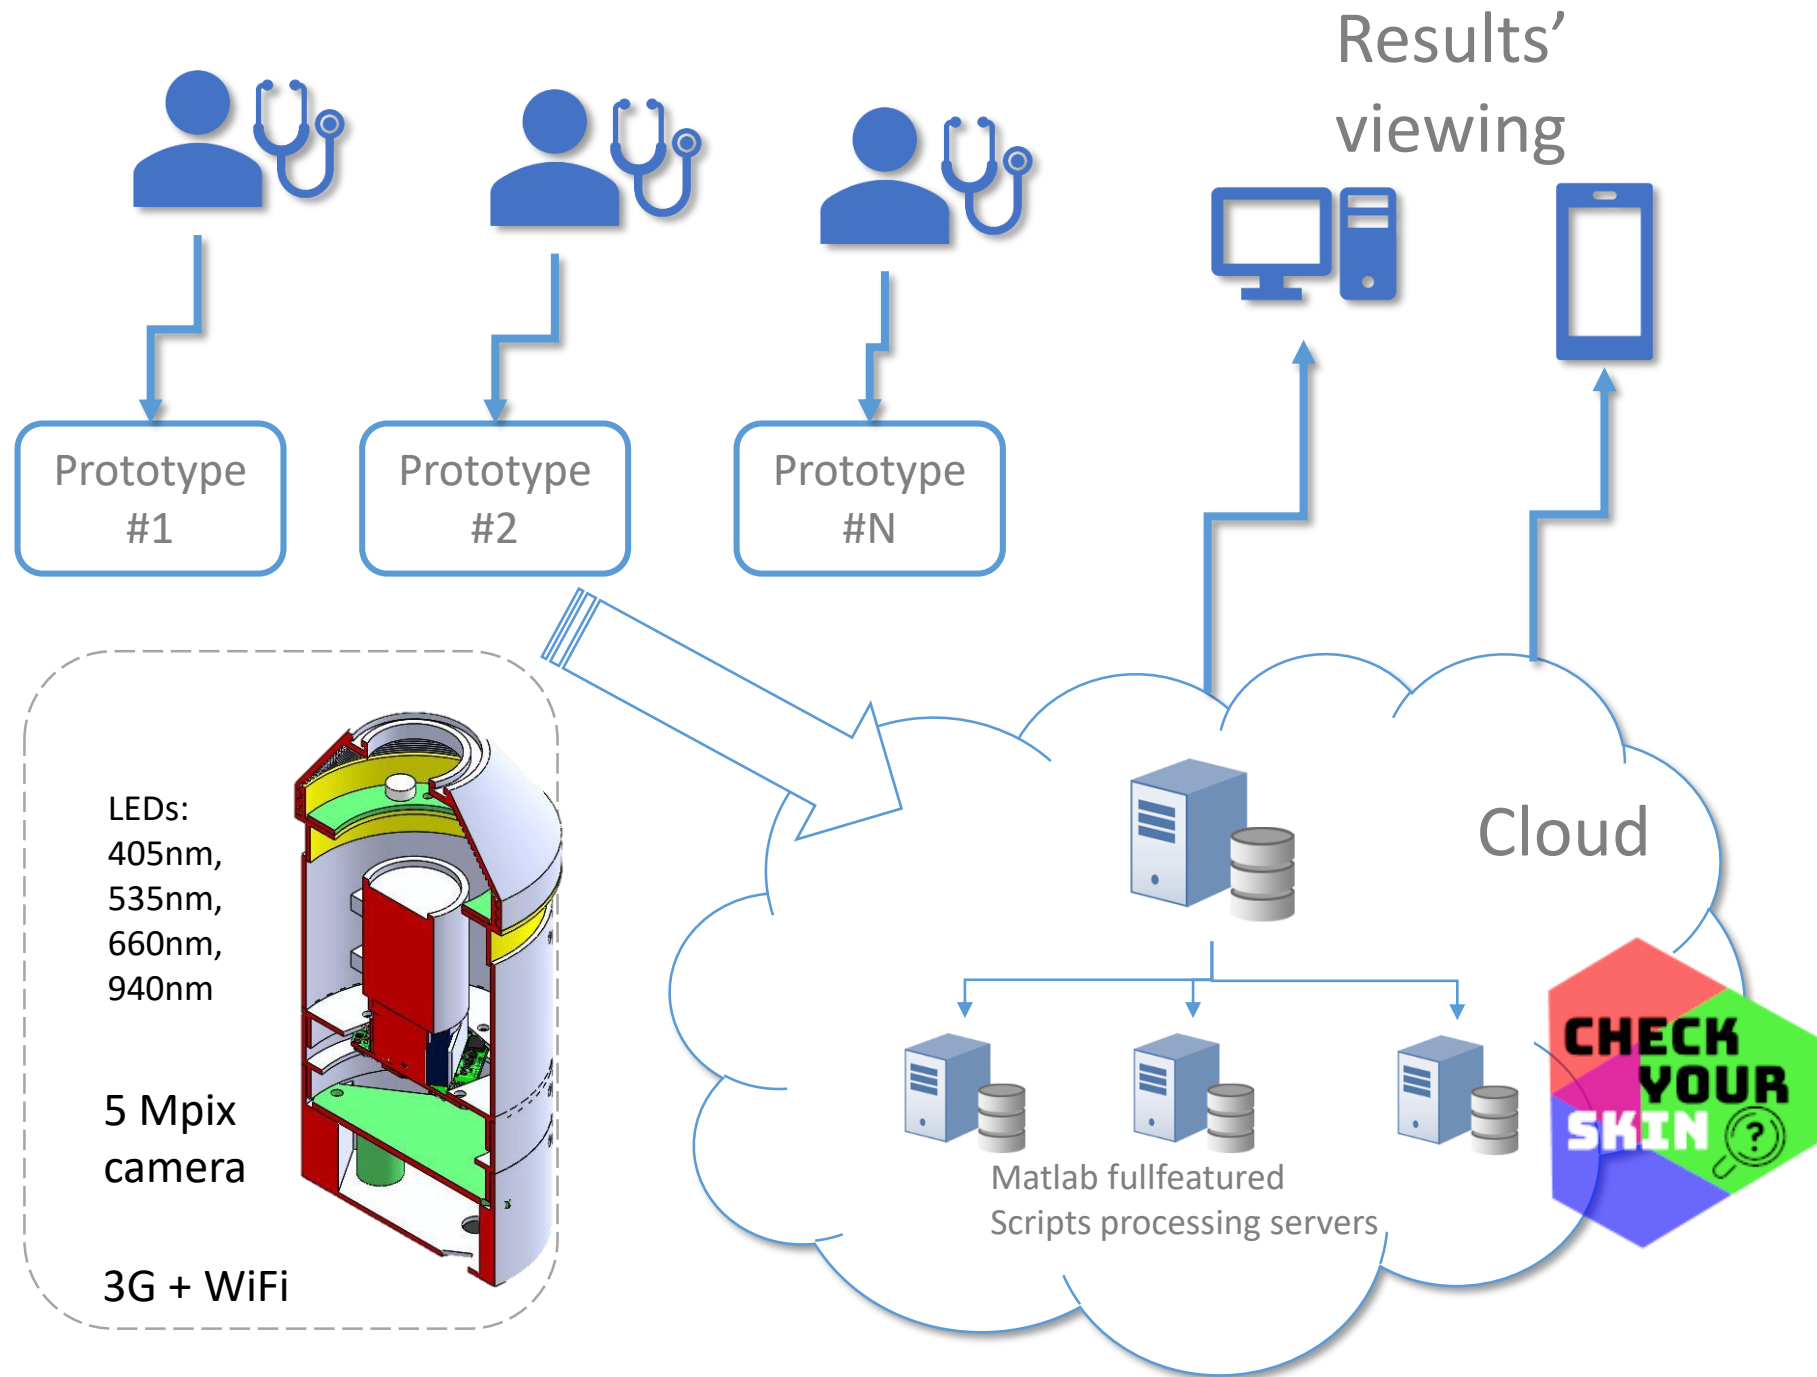 Results’
viewing
Prototype
#1
Prototype
#2
Prototype
#N
LEDs:
405nm,
535nm,
660nm,
940nm
5 Mpix
camera
3G + WiFi
Cloud
Matlab fullfeatured
Scripts processing servers
CHECK
YOUR
SKIN
?